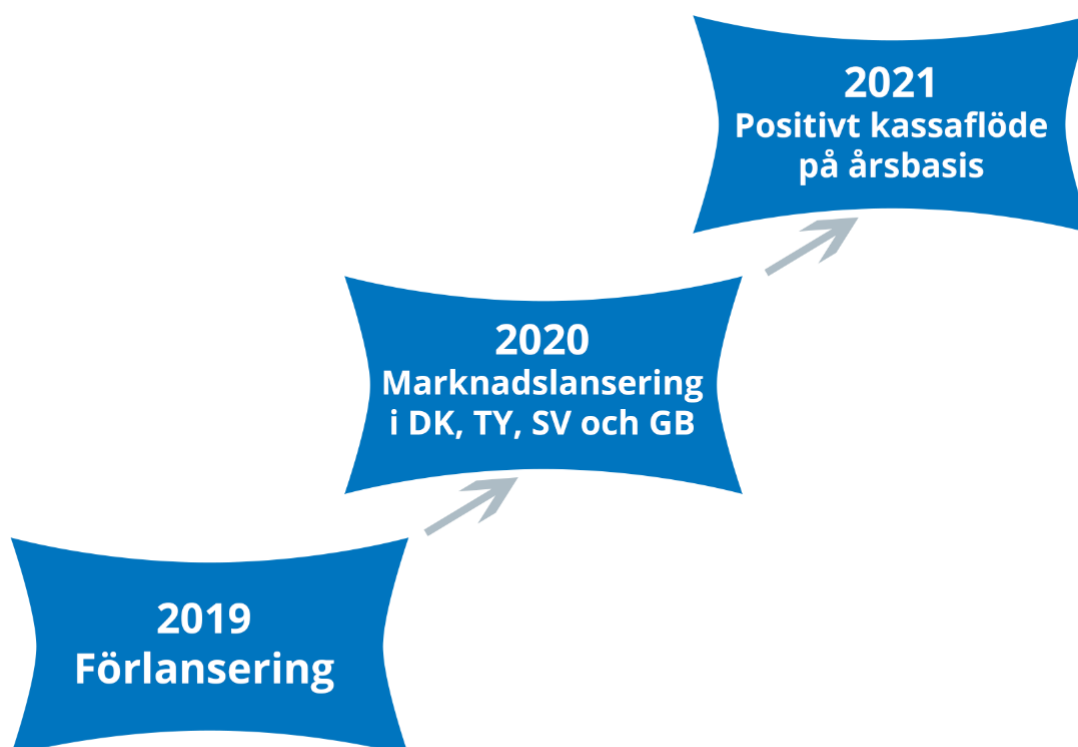 2021
Positivt kassaflöde
på årsbasis
2020
Marknadslansering
i DK, TY, SV och GB
2019
Förlansering